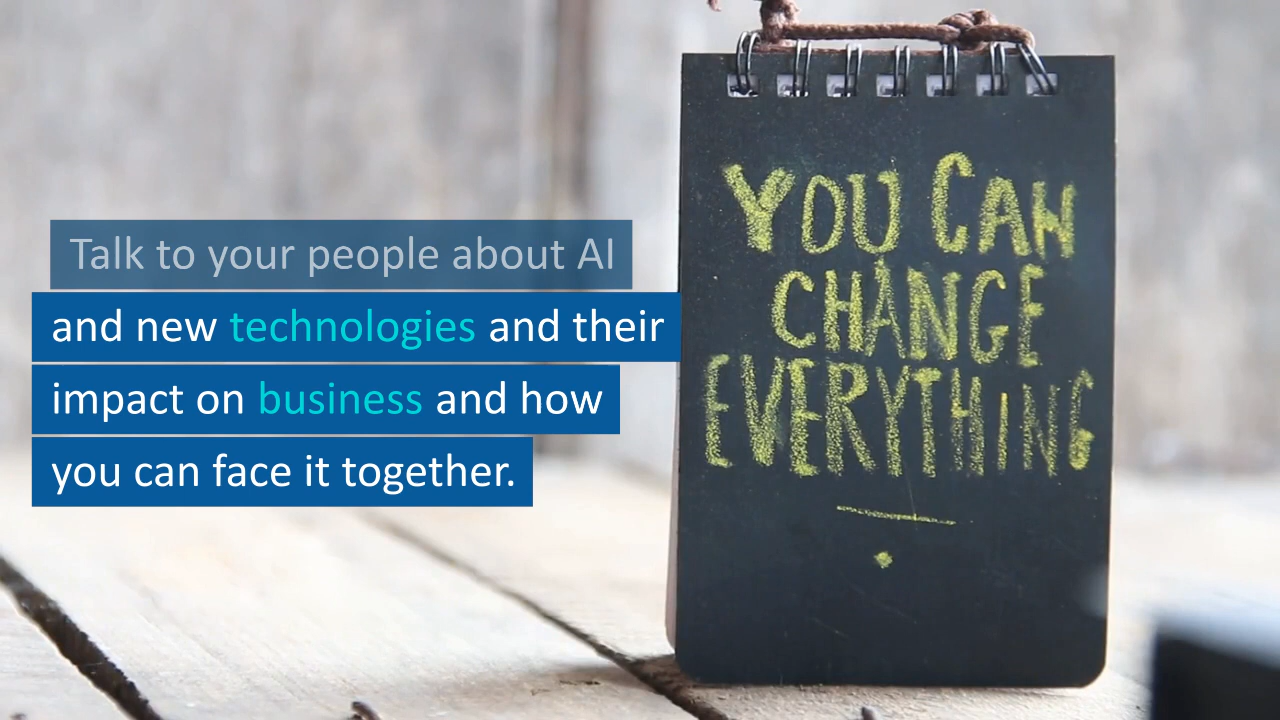 Talk to your people about AI
and new technologies and their
impact on business and how
you can face it together.
YOU CAN
CHANGE
EVERYTHING